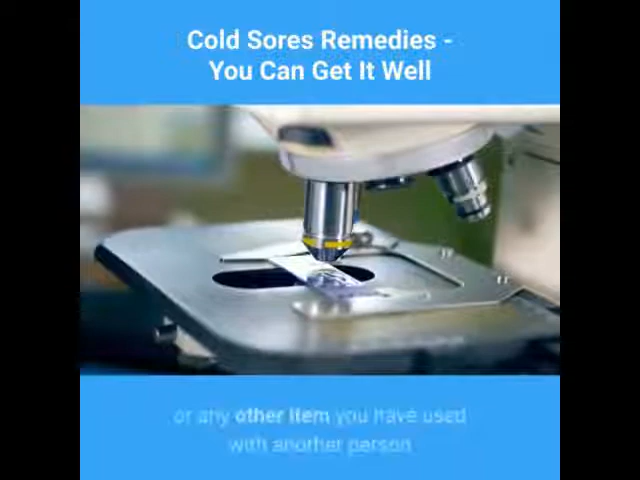 Cold Sores Remedies -
You Can Get It Well
or any other item you have used
with another person